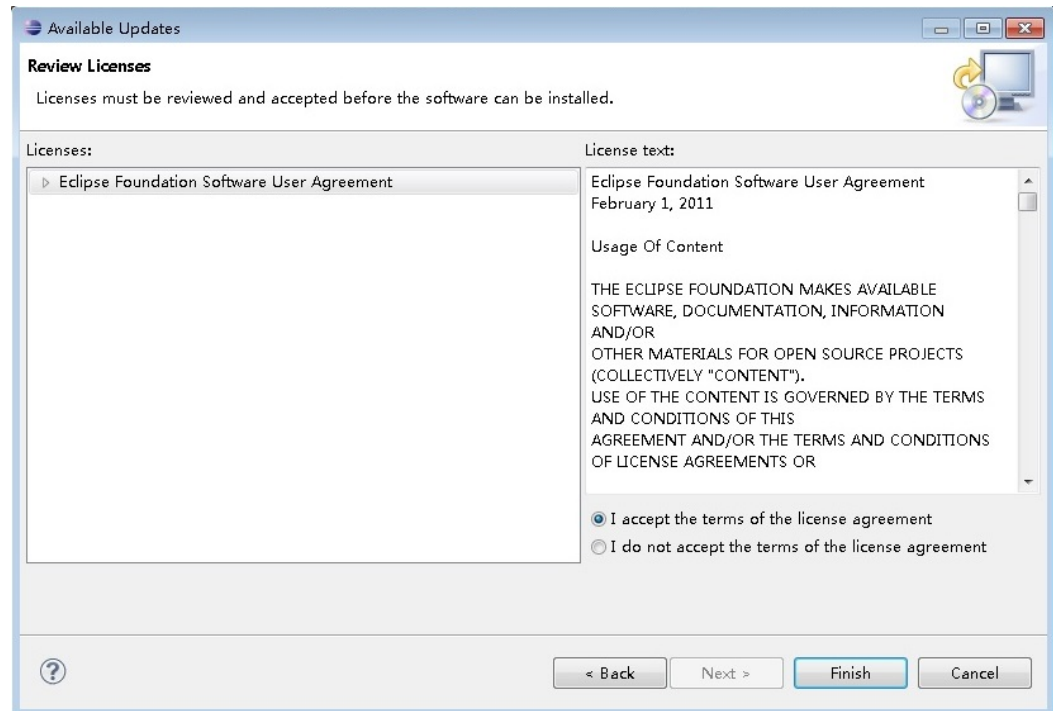 Available Updates
Review Licenses
Licenses must be reviewed and accepted before the software can be installed.
Licenses:
Eclipse Foundation Software User Agreement
License text:
Eclipse Foundation Software User Agreement
February 1, 2011
Usage Of Content
THE ECLIPSE FOUNDATION MAKES AVAILABLE
SOFTWARE, DOCUMENTATION, INFORMATION
AND/OR
OTHER MATERIALS FOR OPEN SOURCE PROJECTS
(COLLECTIVELY "CONTENT").
USE OF THE CONTENT IS GOVERNED BY THE TERMS
AND CONDITIONS OF THIS
AGREEMENT AND/OR THE TERMS AND CONDITIONS
OF LICENSE AGREEMENTS OR
I accept the terms of the license agreement
I do not accept the terms of the license agreement
? < Back Next > Finish Cancel